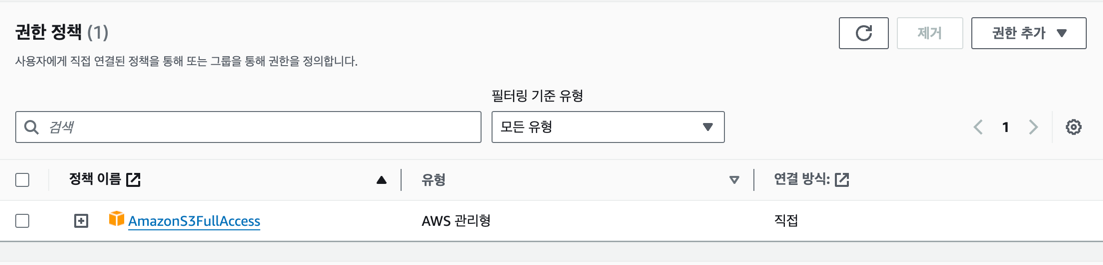 권한 정책 (1)
제거
권한 추가
사용자에게 직접 연결된 정책을 통해 또는 그룹을 통해 권한을 정의합니다.
필터링 기준 유형
검색
모든 유형
1
정책 이름 유형 연결 방식:
AmazonS3FullAccess AWS 관리형 직접